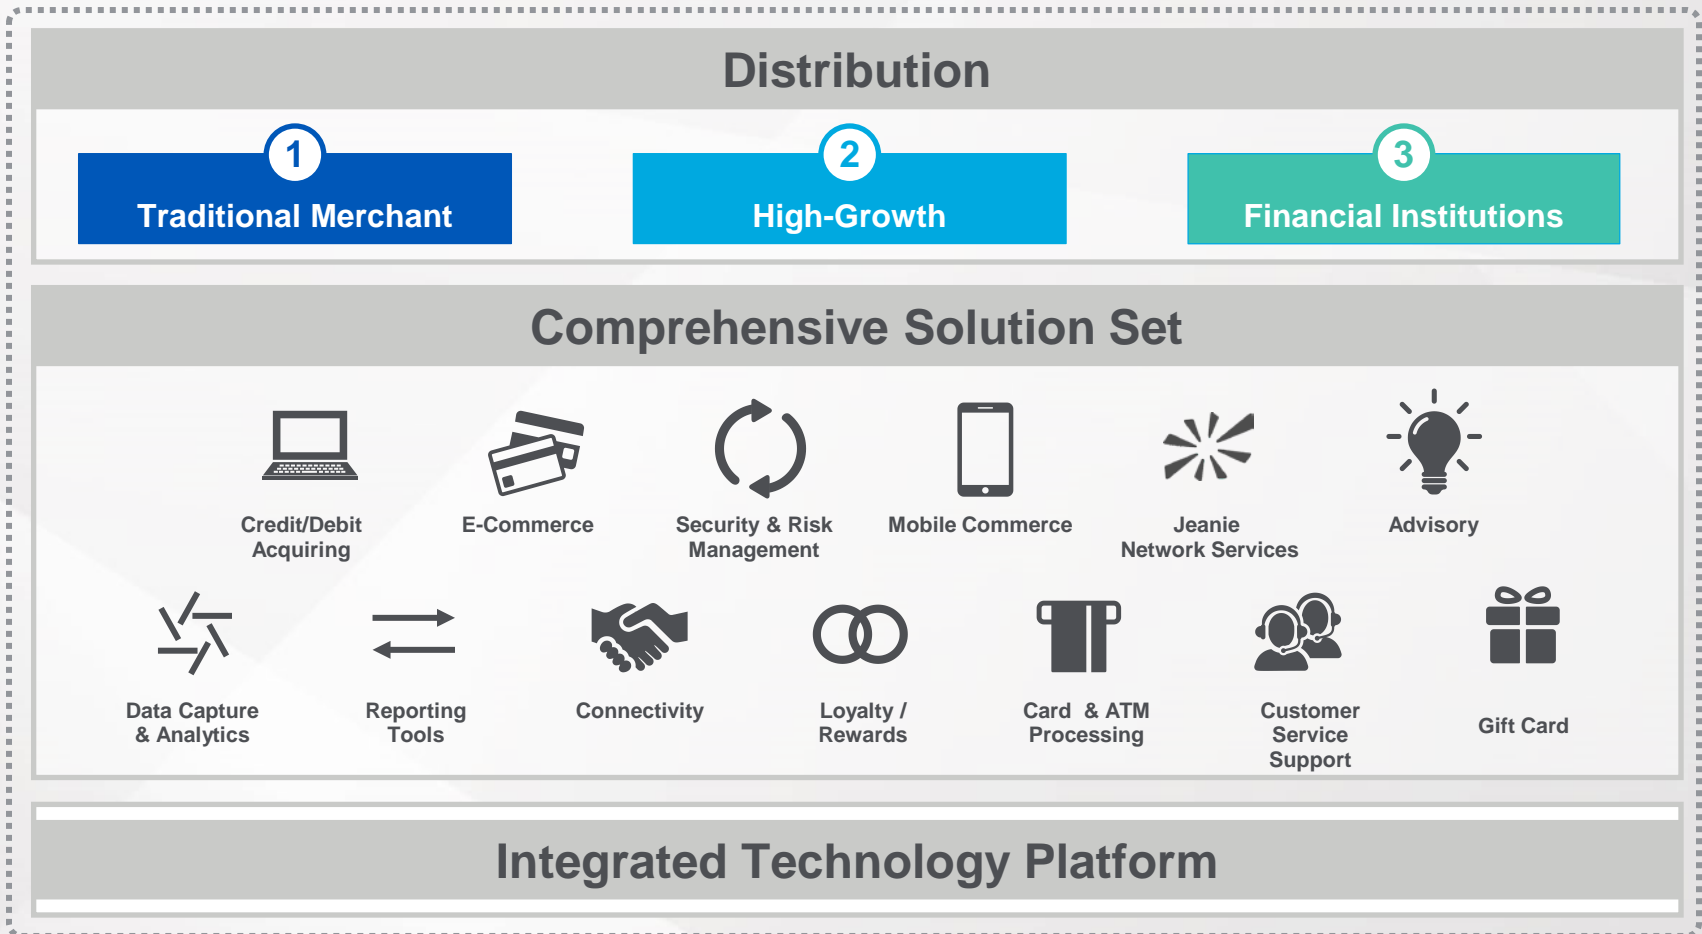 Distribution
1
2
3
Traditional Merchant
High-Growth
Financial Institutions
Comprehensive Solution Set
Credit/Debit
Acquiring
E-Commerce
Security & Risk
Management
Mobile Commerce
Jeanie
Network Services
Advisory
Data Capture
& Analytics
Reporting
Tools
Connectivity
Loyalty /
Rewards
Card & ATM
Processing
Customer
Service
Support
Gift Card
Integrated Technology Platform